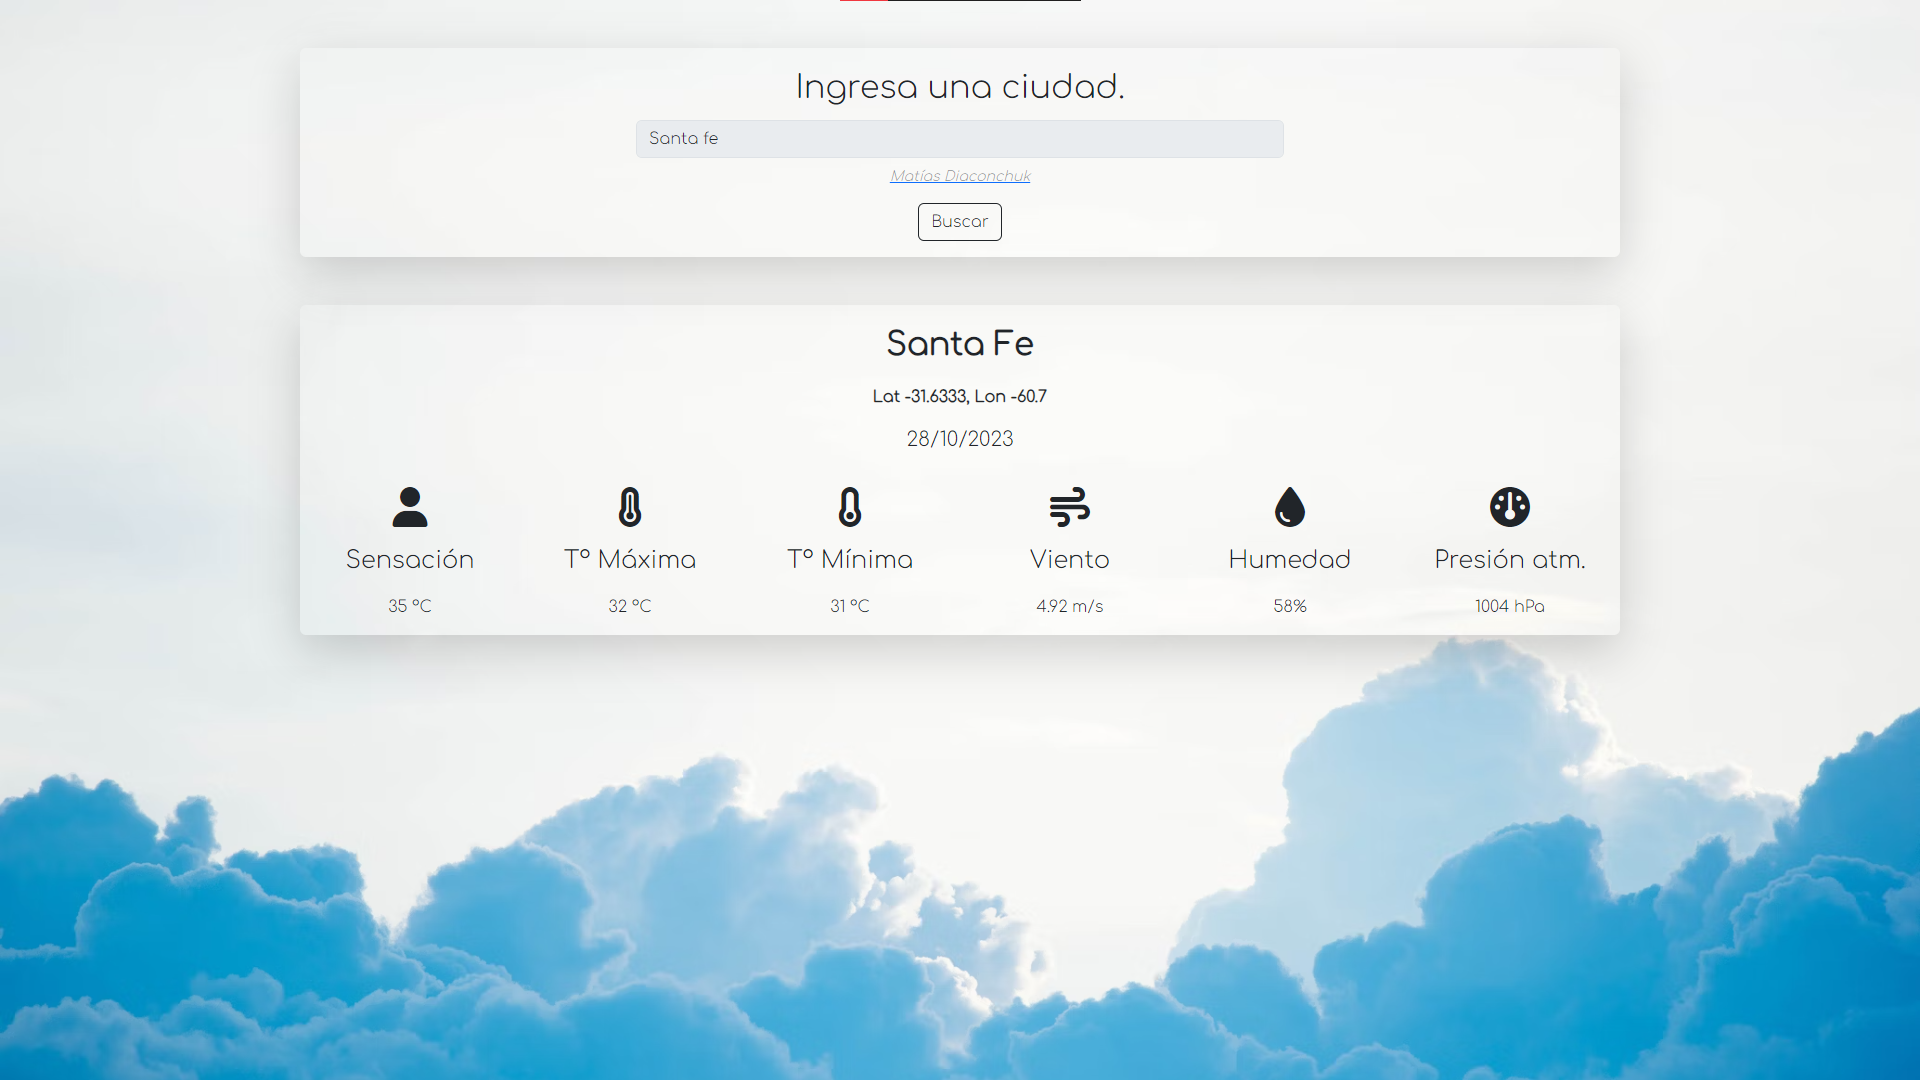 Ingresa una ciudad.
Santa fe
Matías Diaconchuk
Buscar
Santa Fe
Lat -31.6333, Lon -60.7
28/10/2023
Sensación
T° Máxima
T° Mínima
Viento
Humedad
Presión atm.
35 °C
32 °C
31 °C
4.92 m/s
58%
1004 hPa